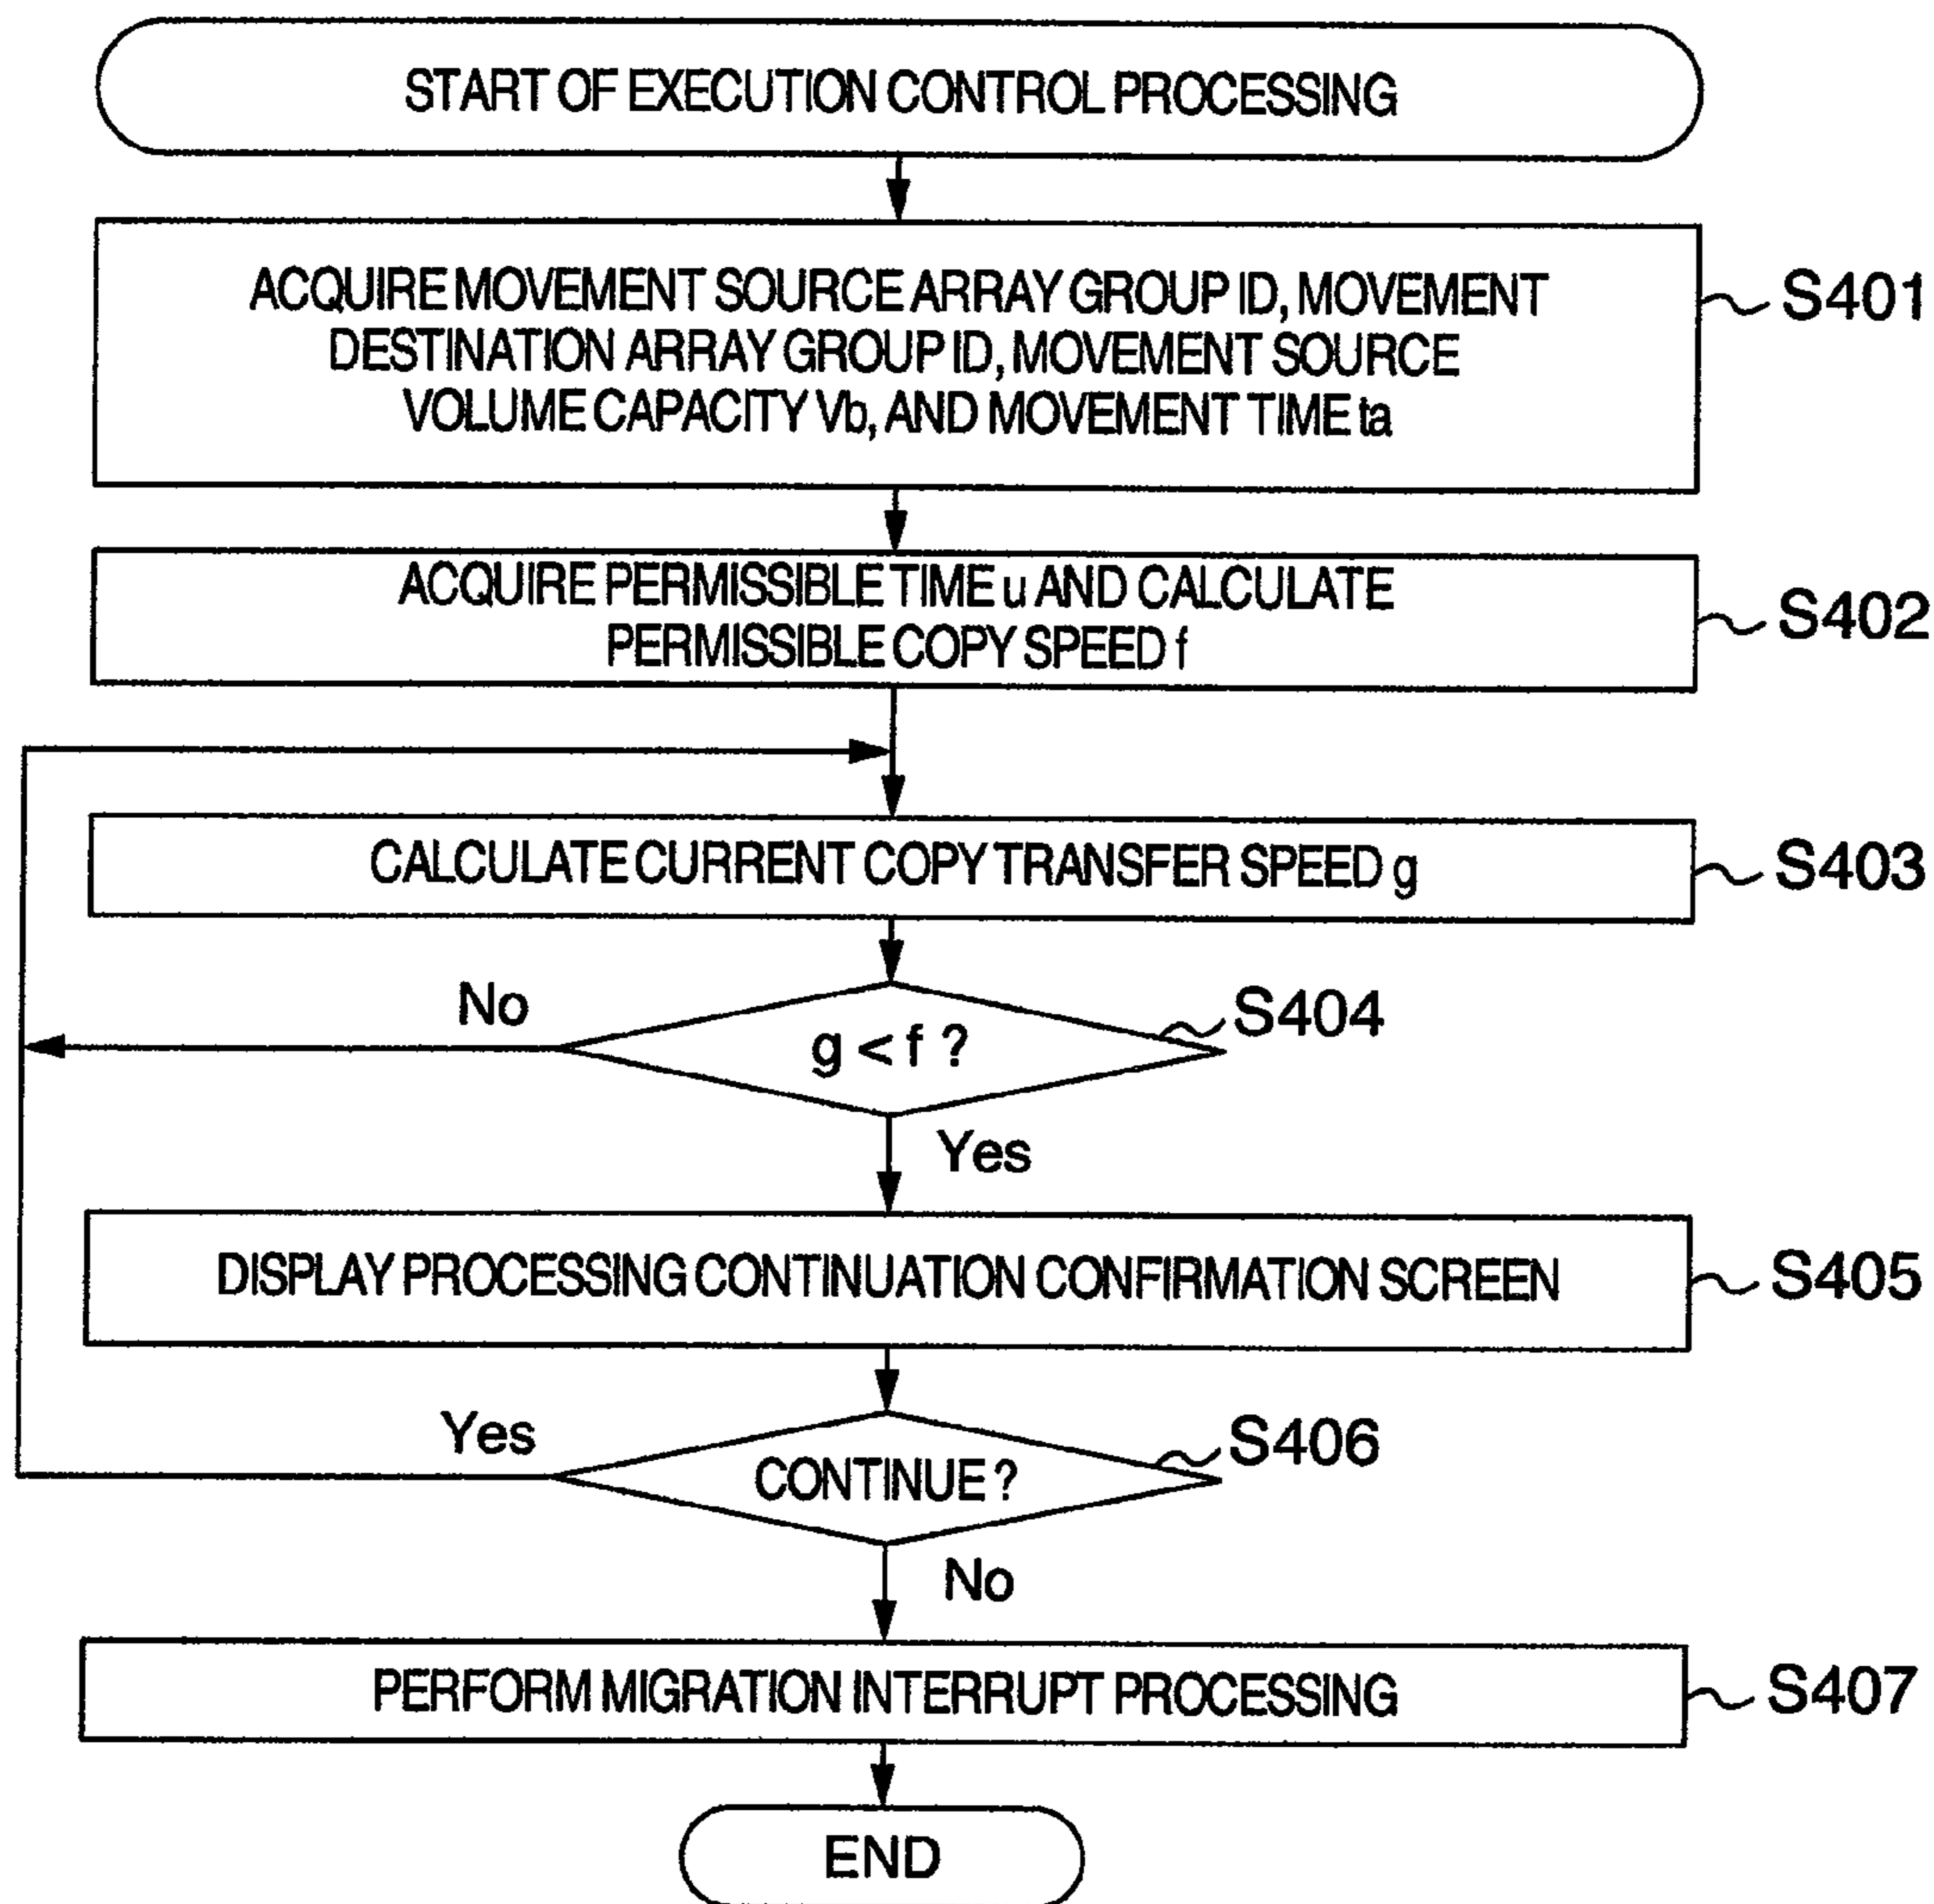 START OF EXECUTION CONTROL PROCESSING
ACQUIRE MOVEMENT SOURCE ARRAY GROUP ID, MOVEMENT
DESTINATION ARRAY GROUP ID, MOVEMENT SOURCE
VOLUME CAPACITY Vb, AND MOVEMENT TIME ta
S401
ACQUIRE PERMISSIBLE TIME u AND CALCULATE
PERMISSIBLE COPY SPEED f
S402
CALCULATE CURRENT COPY TRANSFER SPEED g
S403
No
g < f ?
S404
Yes
DISPLAY PROCESSING CONTINUATION CONFIRMATION SCREEN
S405
Yes
CONTINUE ?
S406
No
PERFORM MIGRATION INTERRUPT PROCESSING
S407
END